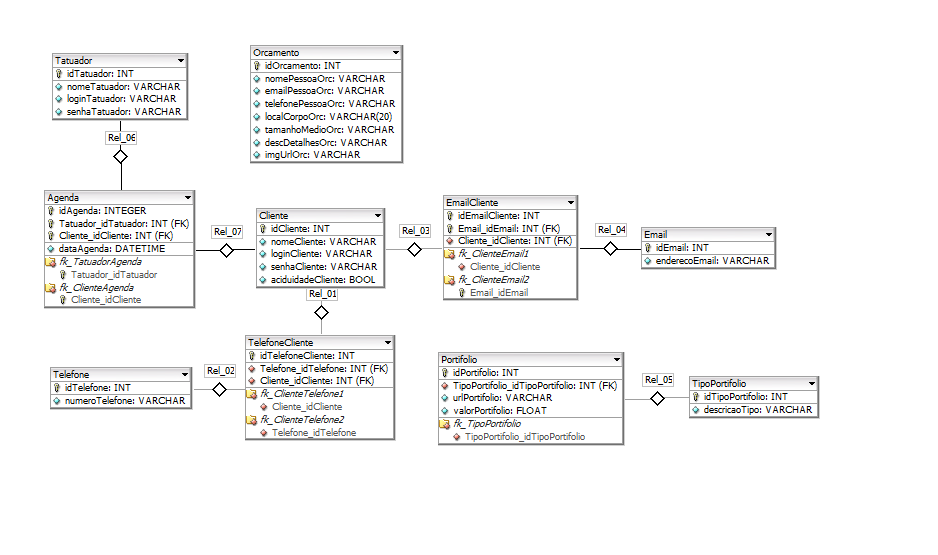 Tatuador
idTatuador: INT
nomeTatuador: VARCHAR
loginTatuador: VARCHAR
senhaTatuador: VARCHAR
Orcamento
idOrcamento: INT
nomePessoaOrc: VARCHAR
emailPessoaOrc: VARCHAR
telefonePessoaOrc: VARCHAR
localCorpoOrc: VARCHAR(20)
tamanhoMedioOrc: VARCHAR
descDetalhesOrc: VARCHAR
imgUrlOrc: VARCHAR
Rel_06
Agenda
idAgenda: INTEGER
Tatuador_idTatuador: INT (FK)
Cliente_idCliente: INT (FK)
dataAgenda: DATETIME
fk_TatuadorAgenda
Tatuador_idTatuador
fk_ClienteAgenda
Cliente_idCliente
Rel_07
Cliente
idCliente: INT
nomeCliente: VARCHAR
loginCliente: VARCHAR
senhaCliente: VARCHAR
aciduidadeCliente: BOOL
Rel_03
EmailCliente
idEmailCliente: INT
Email_idEmail: INT (FK)
Cliente_idCliente: INT (FK)
fk_ClienteEmail1
Cliente_idCliente
fk_ClienteEmail2
Email_idEmail
Rel_04
Email
idEmail: INT
enderecoEmail: VARCHAR
Rel_01
TelefoneCliente
idTelefoneCliente: INT
Telefone_idTelefone: INT (FK)
Cliente_idCliente: INT (FK)
fk_ClienteTelefone1
Cliente_idCliente
fk_ClienteTelefone2
Telefone_idTelefone
Telefone
idTelefone: INT
numeroTelefone: VARCHAR
Rel_02
Portifolio
idPortifolio: INT
TipoPortifolio_idTipoPortifolio: INT (FK)
urlPortifolio: VARCHAR
valorPortifolio: FLOAT
fk_TipoPortifolio
TipoPortifolio_idTipoPortifolio
Rel_05
TipoPortifolio
idTipoPortifolio: INT
descricaoTipo: VARCHAR